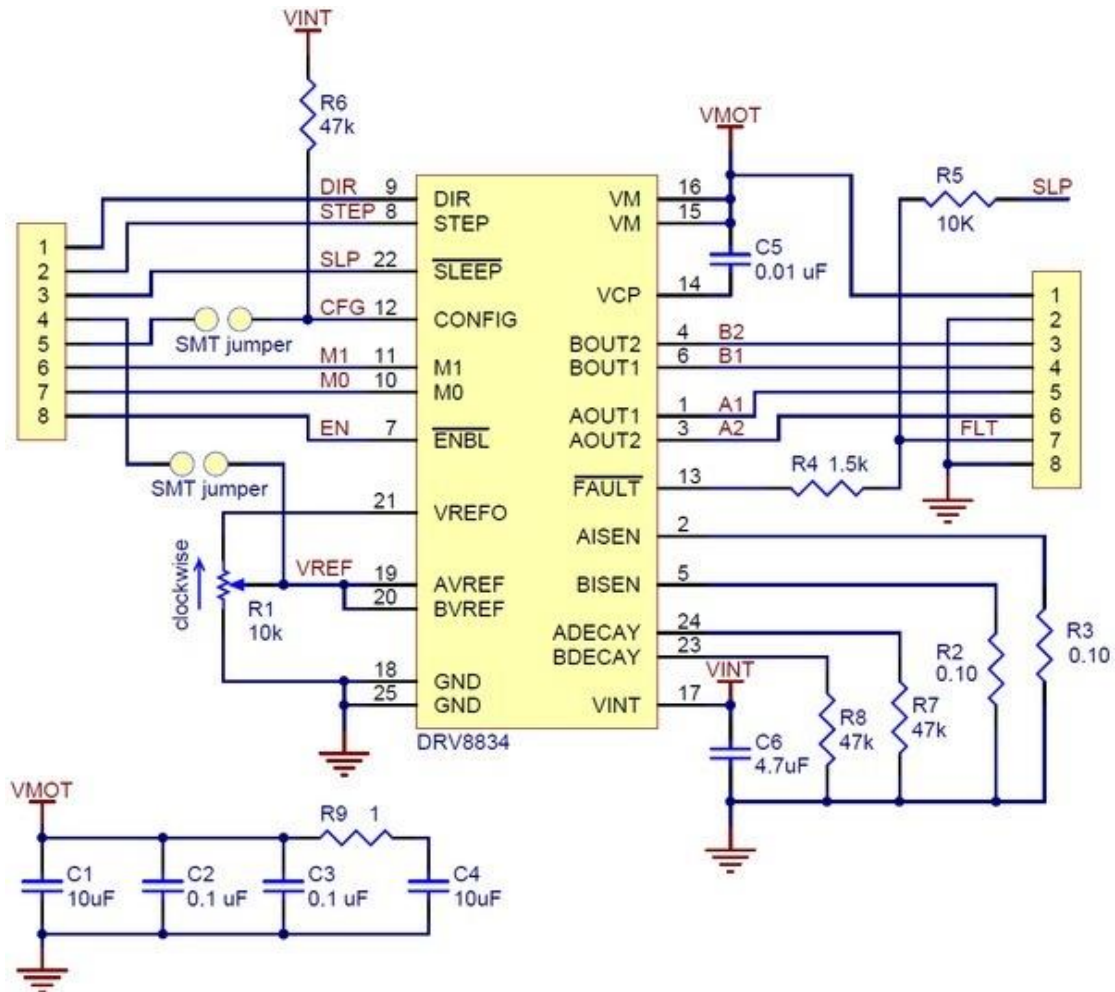 VINT
R6
47k
VMOT
DIR 9
STEP 8
SLP 22
CFG 12
M1 11
M0 10
EN 7
1
2
3
4
5
6
7
8
SMT jumper
SMT jumper
21
VREF 19
20
18
25
clockwise
R1
10k
DIR
STEP
SLEEP
CONFIG
M1
M0
ENBL
VREFO
AVREF
BVREF
GND
GND
VM
VM
VCP
BOUT2
BOUT1
AOUT1
AOUT2
FAULT
AISEN
BISEN
ADECAY
BDECAY
VINT
DRV8834
16
15
14
4 B2
6 B1
1 A1
3 A2
13
2
5
24
23
17
C5
0.01 uF
R5
10K
SLP
1
2
3
4
5
6
7
8
FLT
R4 1.5k
VINT
C6
4.7uF
R8
47k
R7
47k
R2
0.10
R3
0.10
VMOT
R9 1
C1
10uF
C2
0.1 uF
C3
0.1 uF
C4
10uF